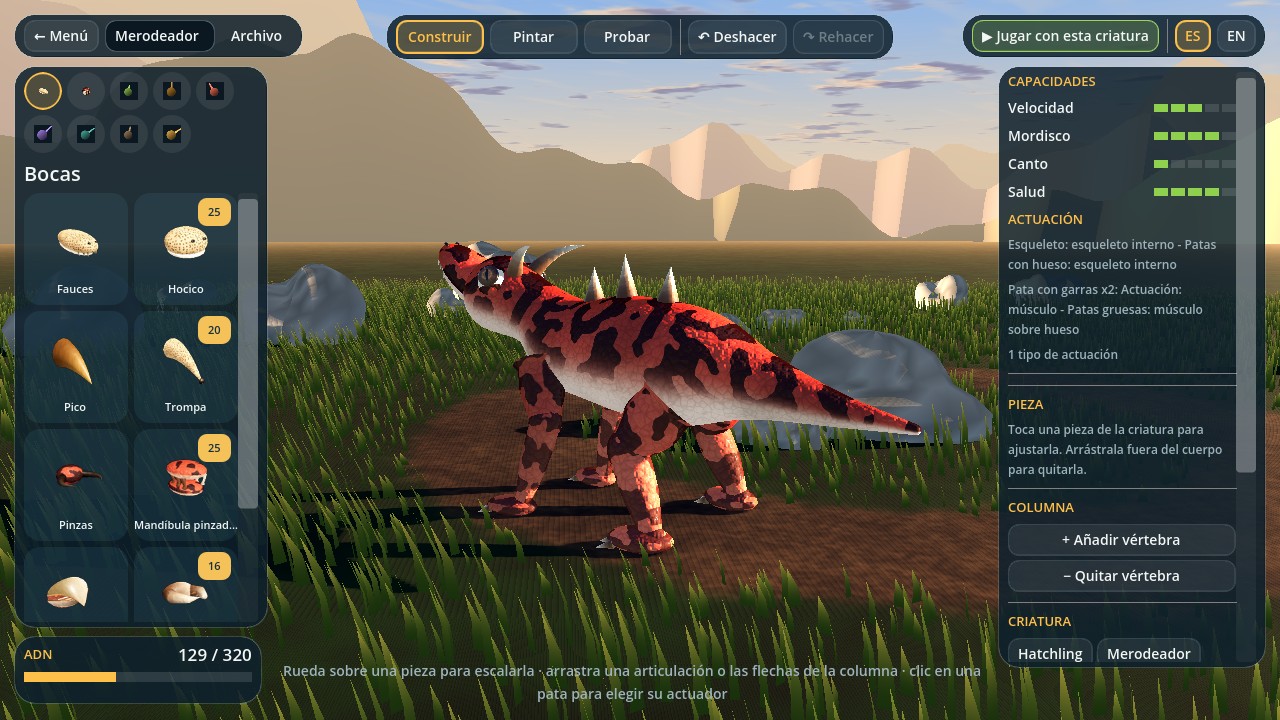 ← Menú
Merodeador
Archivo
Construir
Pintar
Probar
↶ Deshacer
↷ Rehacer
▶ Jugar con esta criatura
ES
EN
Bocas
25
Fauces
Hocico
20
Pico
Trompa
25
Pinzas
Mandíbula pinzad...
16
ADN
129 / 320
CAPACIDADES
Velocidad
Mordisco
Canto
Salud
ACTUACIÓN
Esqueleto: esqueleto interno - Patas
con hueso: esqueleto interno
Pata con garras x2: Actuación:
músculo - Patas gruesas: músculo
sobre hueso
1 tipo de actuación
PIEZA
Toca una pieza de la criatura para
ajustarla. Arrástrala fuera del cuerpo
para quitarla.
COLUMNA
+ Añadir vértebra
− Quitar vértebra
CRIATURA
Hatchling
Merodeador
Rueda sobre una pieza para escalarla · arrastra una articulación o las flechas de la columna · clic en una
pata para elegir su actuador